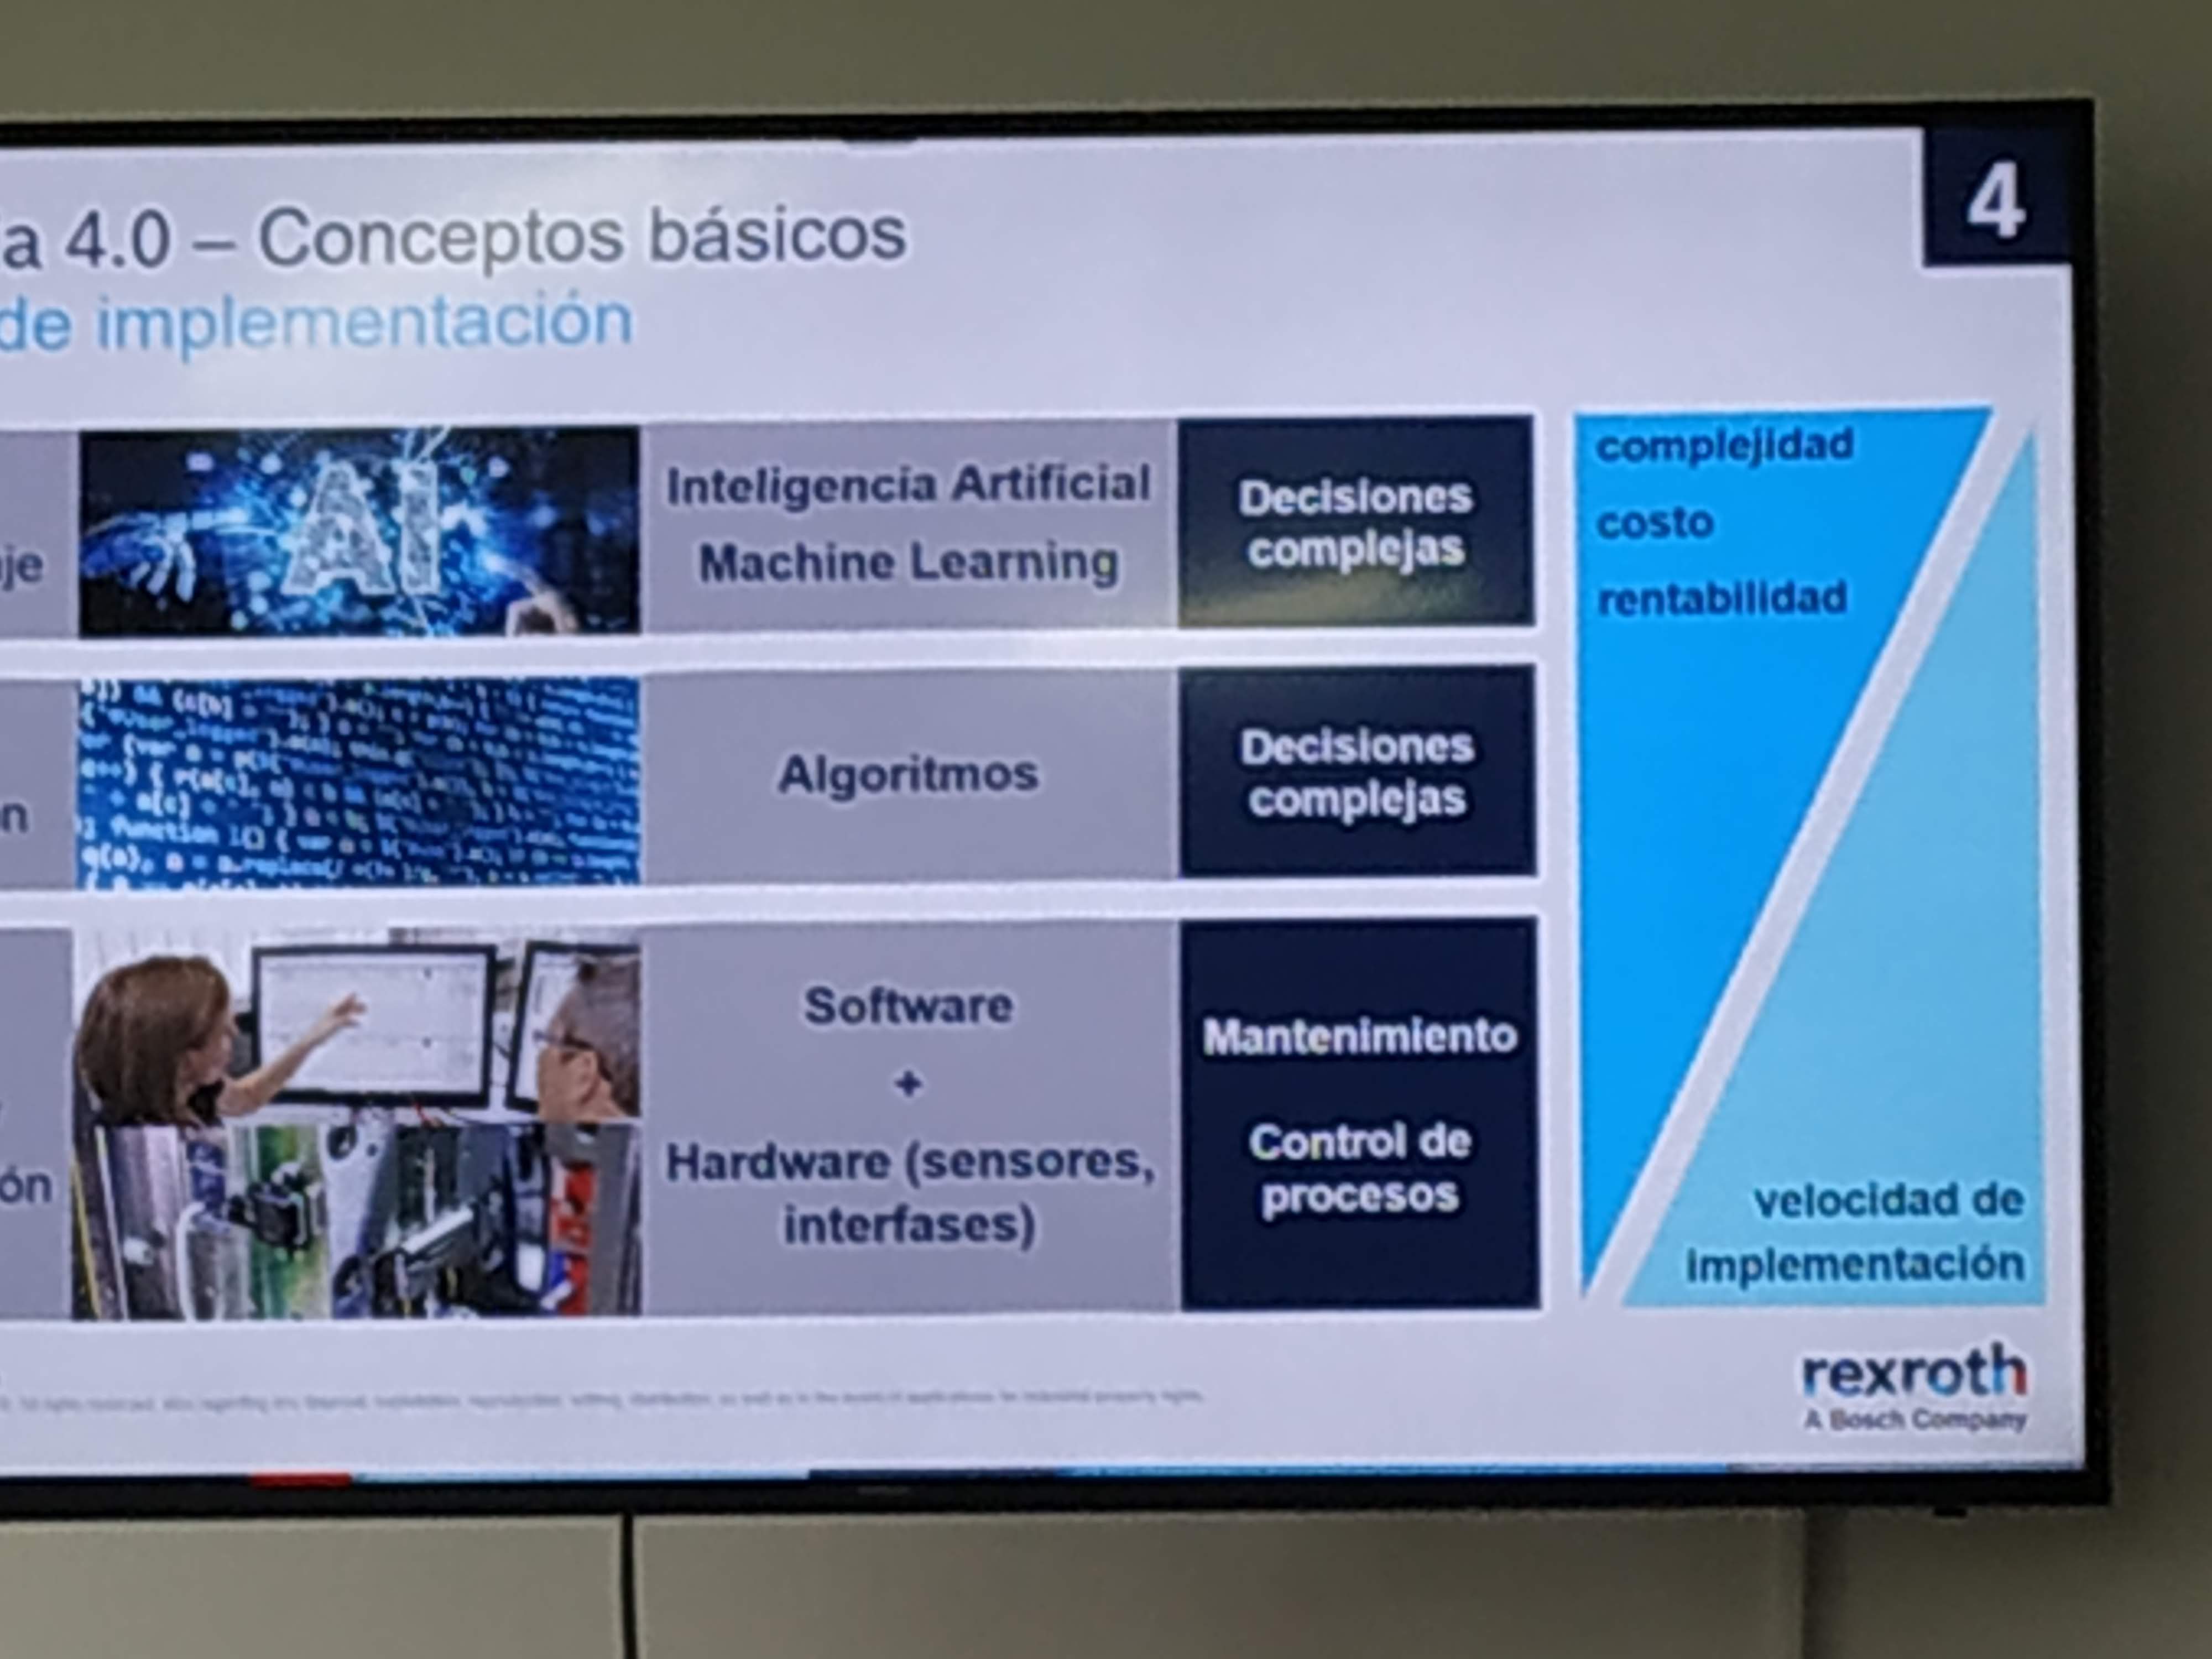 a 4.0 – Conceptos básicos
4
de implementación
je
AI
Inteligencia Artificial
Machine Learning
Decisiones
complejas
complejidad
costo
rentabilidad
n
Algoritmos
Decisiones
complejas
ón
Software
+
Hardware (sensores,
interfases)
Mantenimiento
Control de
procesos
velocidad de
implementación
rexroth
A Bosch Company